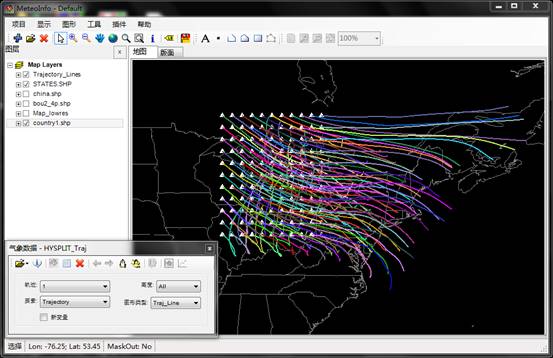 MeteoInfo - Default
项目 显示 图形 工具 插件 帮助
A
100%
图层 x
地图 版面
Map Layers
Trajectory_Lines
STATES.SHP
china.shp
bou2_4p.shp
Map_lowres
country1.shp
气象数据 - HYSPLIT_Traj
轨迹: 1 高度: All
要素: Trajectory 图形类型: Traj_Line
新变量
选择 Lon: -76.25; Lat: 53.45 MaskOut: No